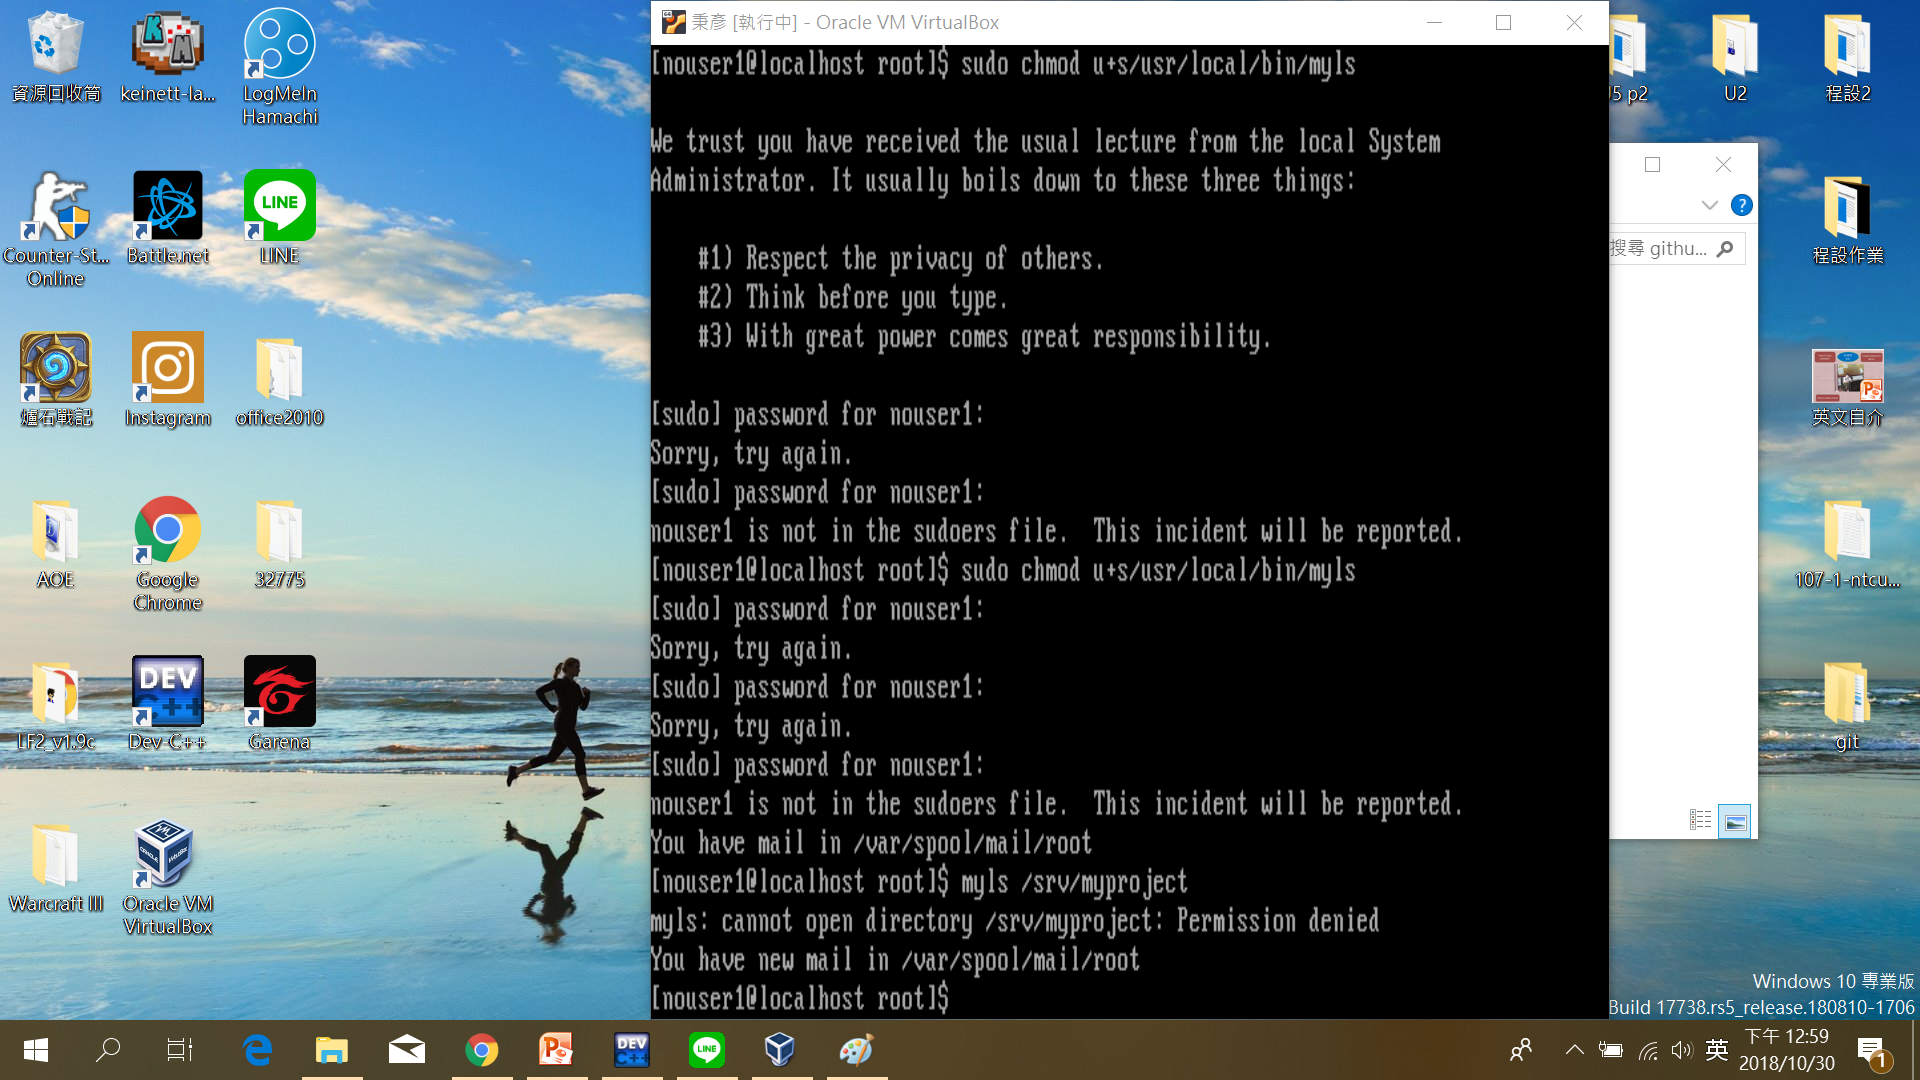 資源回收筒
keinett-la...
LogMeIn
Hamachi
Counter-St...
Online
Battle.net
LINE
LINE
爐石戰記
Instagram
office2010
AOE
Google
Chrome
32775
LF2_v1.9c
DEV
C++
Dev-C++
Garena
Warcraft III
Oracle VM
VirtualBox
秉彥 [執行中] - Oracle VM VirtualBox
[nouser1@localhost root]$ sudo chmod u+s/usr/local/bin/myls
We trust you have received the usual lecture from the local System
Administrator. It usually boils down to these three things:
#1) Respect the privacy of others.
#2) Think before you type.
#3) With great power comes great responsibility.
[sudo] password for nouser1:
Sorry, try again.
[sudo] password for nouser1:
nouser1 is not in the sudoers file.  This incident will be reported.
[nouser1@localhost root]$ sudo chmod u+s/usr/local/bin/myls
[sudo] password for nouser1:
Sorry, try again.
[sudo] password for nouser1:
Sorry, try again.
[sudo] password for nouser1:
nouser1 is not in the sudoers file.  This incident will be reported.
You have mail in /var/spool/mail/root
[nouser1@localhost root]$ myls /srv/myproject
myls: cannot open directory /srv/myproject: Permission denied
You have new mail in /var/spool/mail/root
[nouser1@localhost root]$
5 p2
U2
程設2
搜尋 githu...
程設作業
英文自介
107-1-ntcu...
git
Windows 10 專業版
Build 17738.rs5_release.180810-1706
DEV
C++
LINE
英
下午 12:59
2018/10/30
1